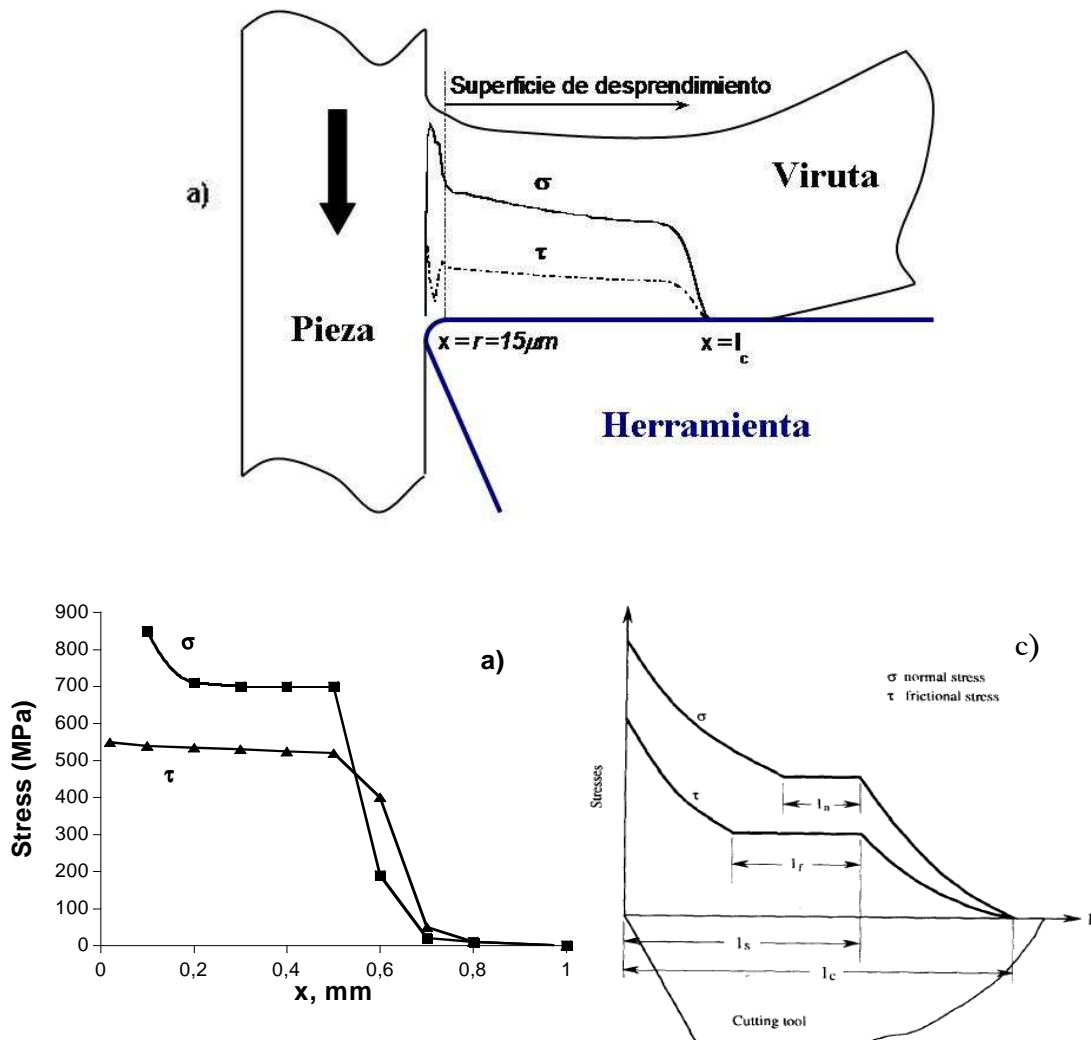 Superficie de desprendimiento
a)
σ
Viruta
τ
Pieza
x = r = 15μm
x = l_c
Herramienta
900
800
700
600
500
400
300
200
100
0
Stress (MPa)
σ
τ
a)
0
0,2
0,4
0,6
0,8
1
x, mm
c)
σ normal stress
τ frictional stress
Stresses
σ
τ
l_n
l_f
l_s
l_c
Cutting tool